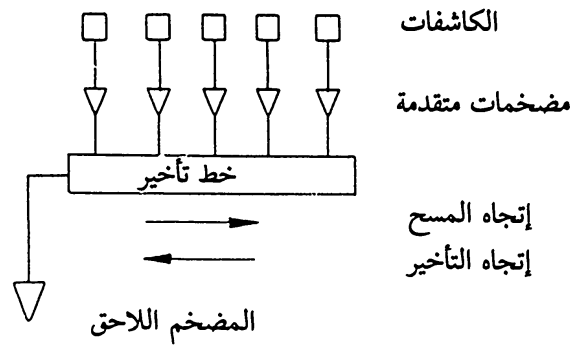 الكاشفات
مضخمات متقدمة
خط تأخير
إتجاه المسح
إتجاه التأخير
المضخم اللاحق